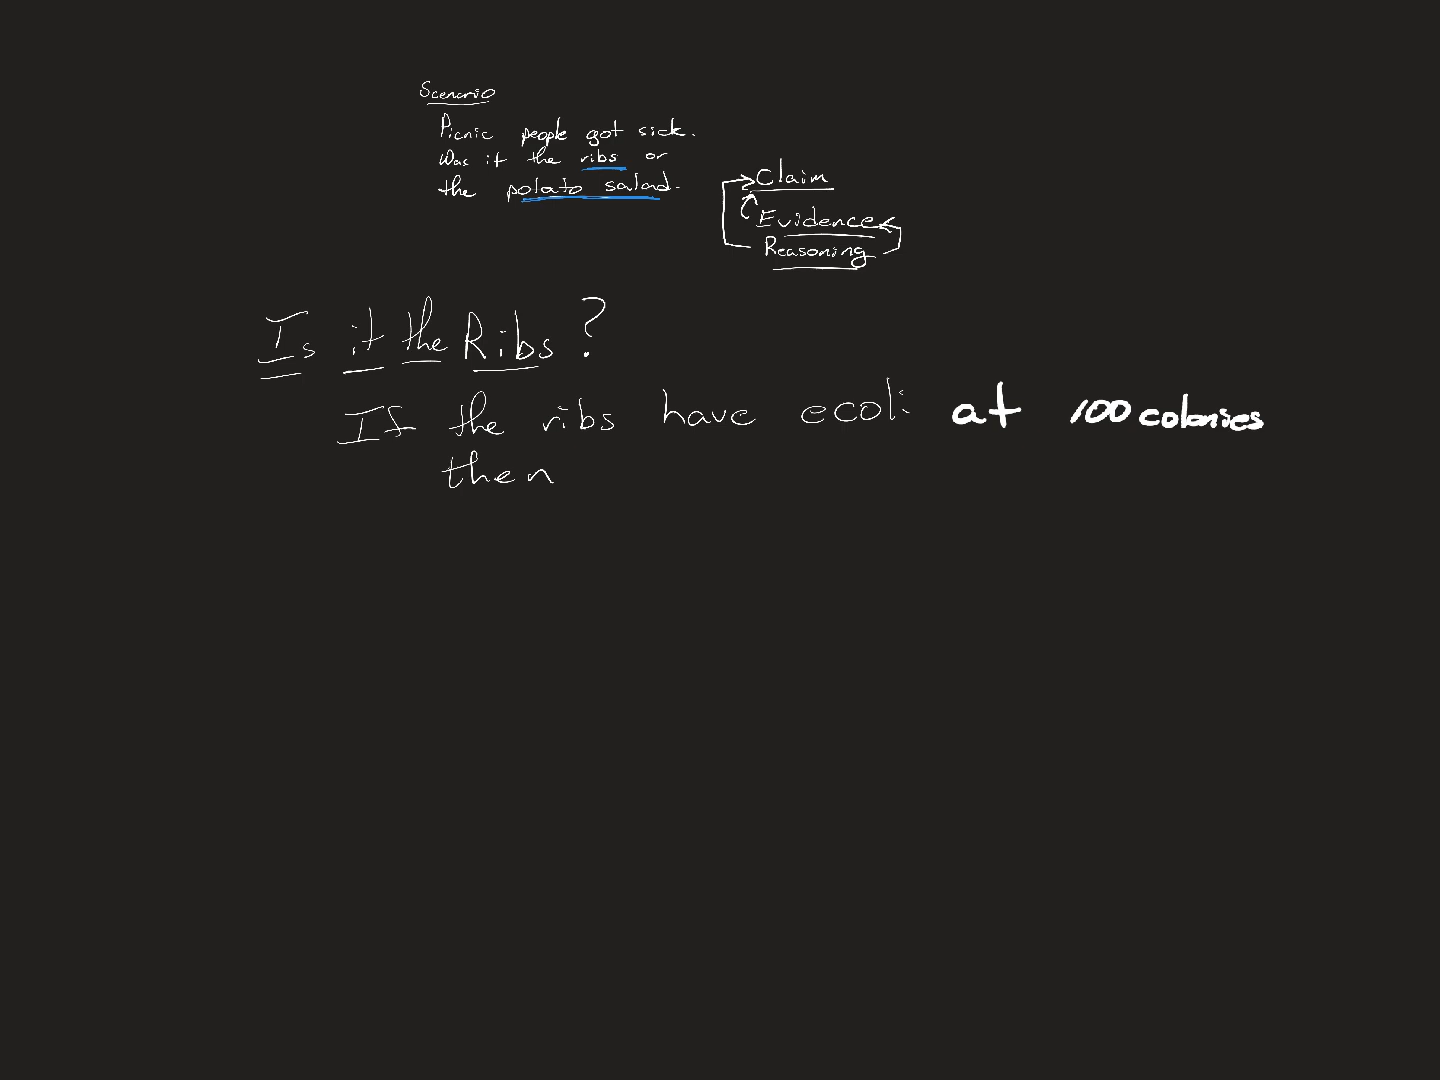 Scenario
Picnic people got sick.
Was it the ribs or
the potato salad.
Claim
Evidence
Reasoning
Is it the Ribs?
If the ribs have ecoli at 100 colonies
then